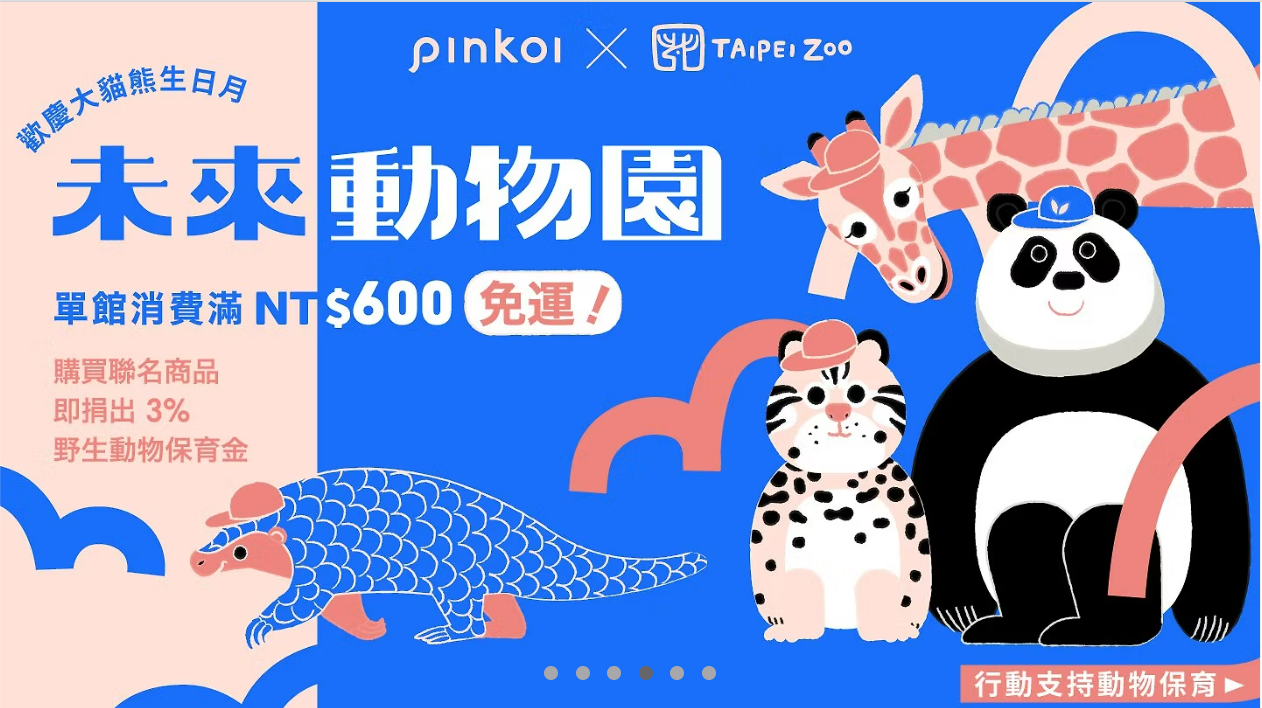 pinkoi × TAIPEI ZOO
歡慶大貓熊生日月
未來動物園
單館消費滿 NT$600 免運！
購買聯名商品
即捐出 3%
野生動物保育金
行動支持動物保育▶